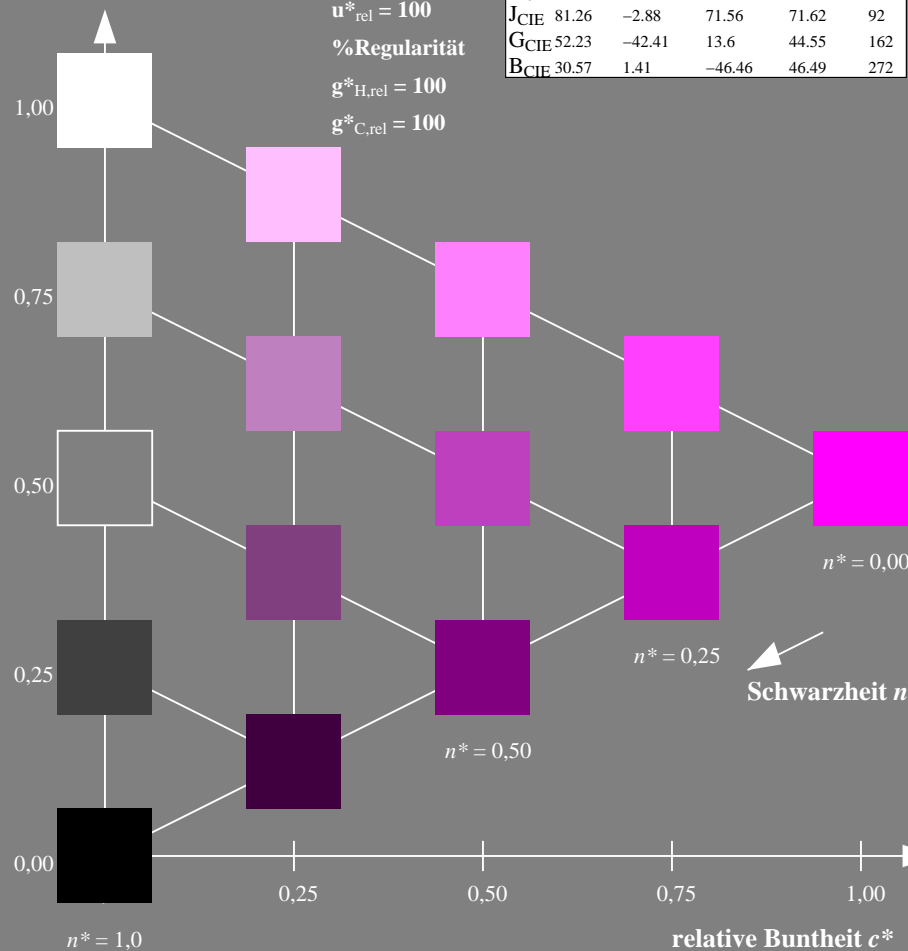 u*rel = 100
%Regularität
g*H,rel = 100
g*C,rel = 100
JCIE 81.26 −2.88 71.56 71.62 92
GCIE 52.23 −42.41 13.6 44.55 162
BCIE 30.57 1.41 −46.46 46.49 272
1,00
0,75
0,50
0,25
0,00
n* = 0,00
n* = 0,25
Schwarzheit n
n* = 0,50
0,25 0,50 0,75 1,00
n* = 1,0
relative Buntheit c*